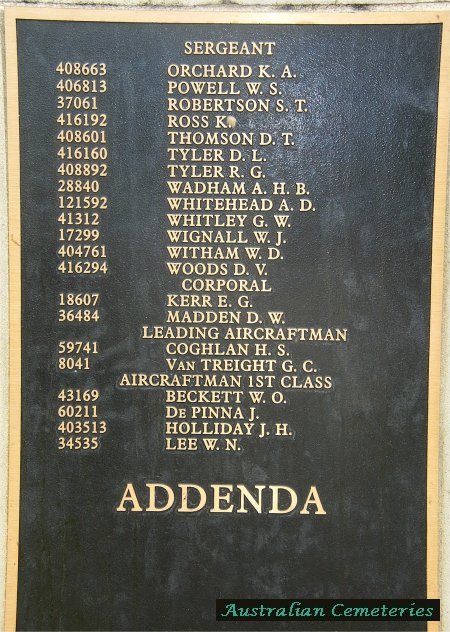 SERGEANT
408663 ORCHARD K. A.
406813 POWELL W. S.
37061 ROBERTSON S. T.
416192 ROSS K.
408601 THOMSON D. T.
416160 TYLER D. L.
408892 TYLER R. G.
28840 WADHAM A. H. B.
121592 WHITEHEAD A. D.
41312 WHITLEY G. W.
17299 WIGNALL W. J.
404761 WITHAM W. D.
416294 WOODS D. V.
CORPORAL
18607 KERR E. G.
36484 MADDEN D. W.
LEADING AIRCRAFTMAN
59741 COGHLAN H. S.
8041 VAN TREIGHT G. C.
AIRCRAFTMAN 1ST CLASS
43169 BECKETT W. O.
60211 DE PINNA J.
403513 HOLLIDAY J. H.
34535 LEE W. N.
ADDENDA
Australian Cemeteries